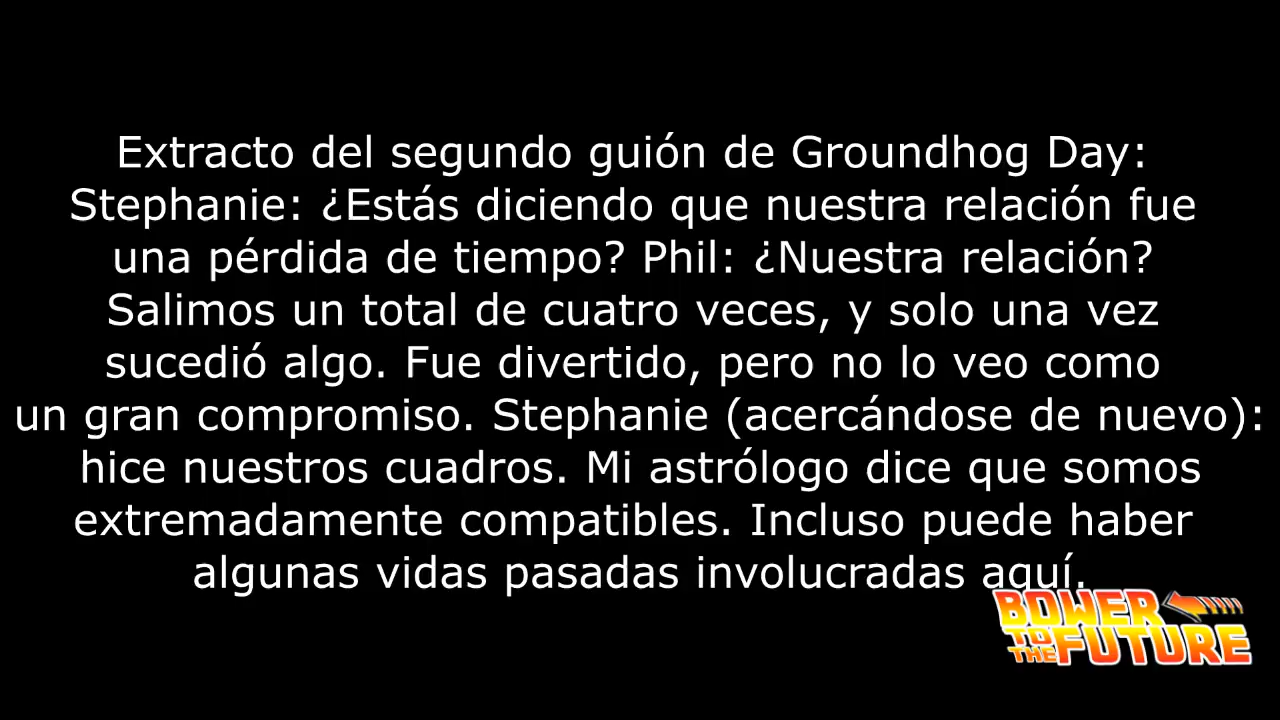 Extracto del segundo guión de Groundhog Day:
Stephanie: ¿Estás diciendo que nuestra relación fue
una pérdida de tiempo? Phil: ¿Nuestra relación?
Salimos un total de cuatro veces, y solo una vez
sucedió algo. Fue divertido, pero no lo veo como
un gran compromiso. Stephanie (acercándose de nuevo):
hice nuestros cuadros. Mi astrólogo dice que somos
extremadamente compatibles. Incluso puede haber
algunas vidas pasadas involucradas aquí.
BOWER
TO THE FUTURE